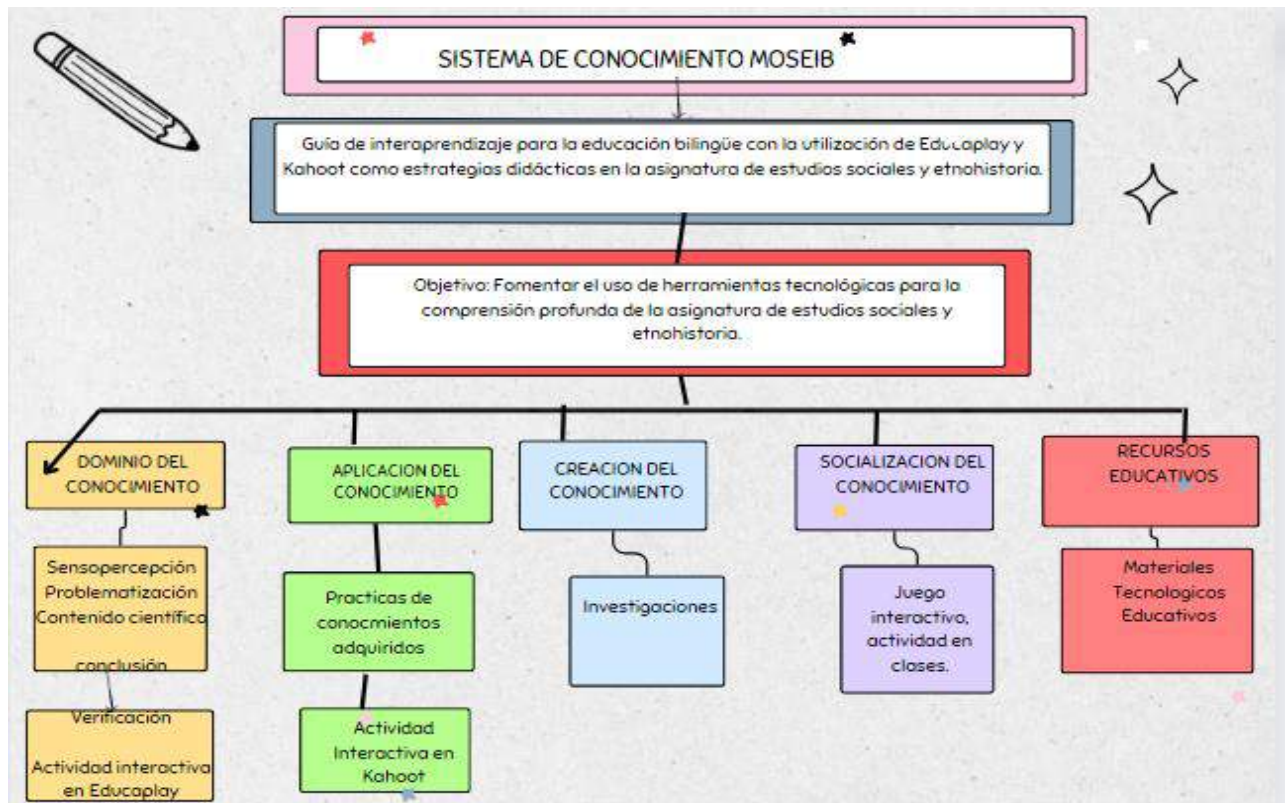 SISTEMA DE CONOCIMIENTO MOSEIB
Guía de interaprendizaje para la educación bilingüe con la utilización de Educaplay y
Kahoot como estrategias didácticas en la asignatura de estudios sociales y etnohistoria.
Objetivo: Fomentar el uso de herramientas tecnológicas para la
comprensión profunda de la asignatura de estudios sociales y
etnohistoria.
DOMINIO DEL
CONOCIMIENTO
Sensopercepción
Problematización
Contenido científico
conclusión
Verificación
Actividad interactiva
en Educaplay
APLICACION DEL
CONOCIMIENTO
Practicas de
conocmientos
adquiridos
Actividad
Interactiva en
Kahoot
CREACION DEL
CONOCIMIENTO
Investigaciones
SOCIALIZACION DEL
CONOCIMIENTO
Juego
interactivo,
actividad en
clases.
RECURSOS
EDUCATIVOS
Materiales
Tecnologicos
Educativos